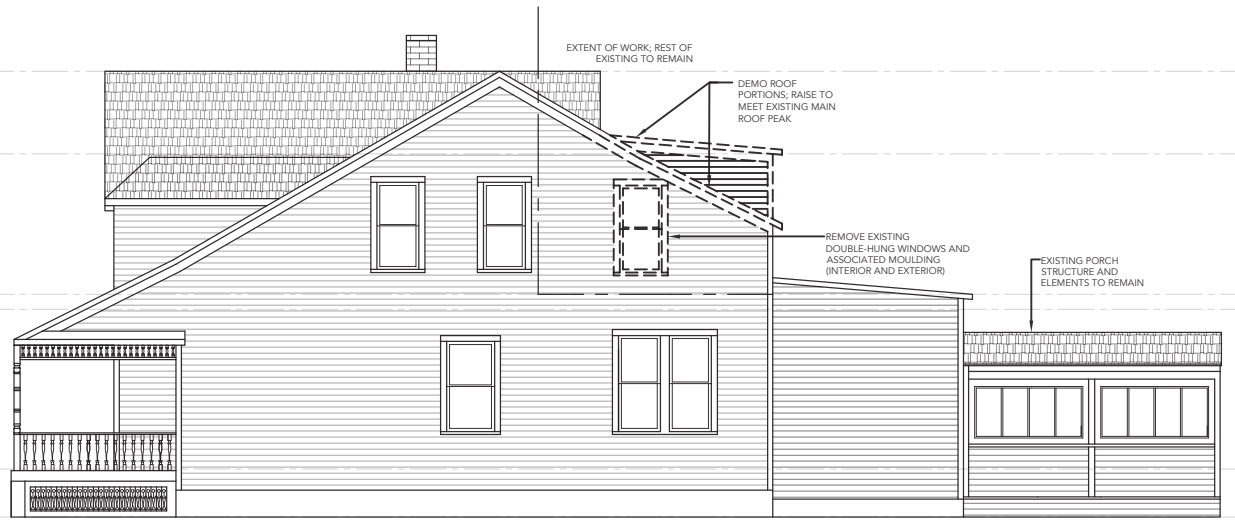 EXTENT OF WORK; REST OF
EXISTING TO REMAIN
DEMO ROOF
PORTIONS; RAISE TO
MEET EXISTING MAIN
ROOF PEAK
REMOVE EXISTING
DOUBLE-HUNG WINDOWS AND
ASSOCIATED MOULDING
(INTERIOR AND EXTERIOR)
EXISTING PORCH
STRUCTURE AND
ELEMENTS TO REMAIN